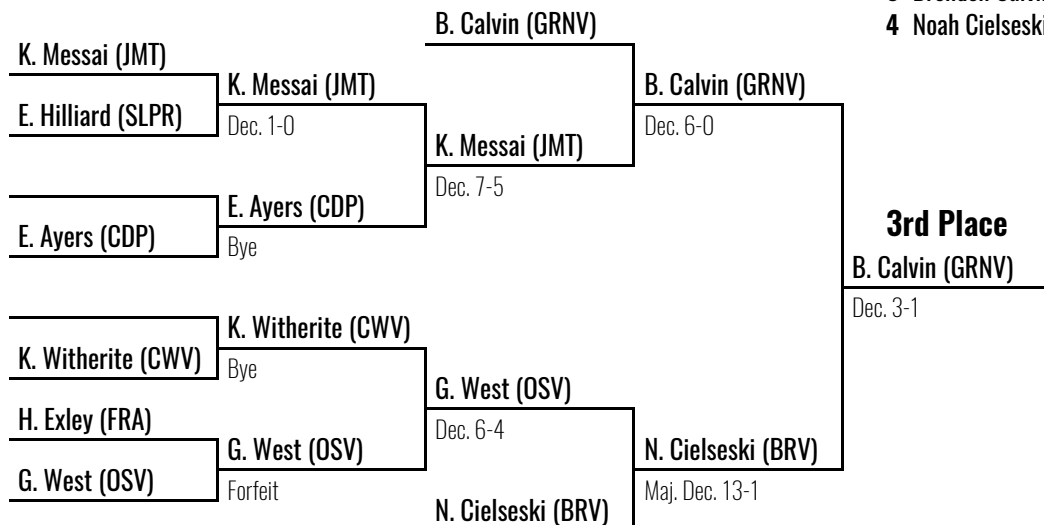 4 Noah Cielseski
K. Messai (JMT)
E. Hilliard (SLPR)
E. Ayers (CDP)
K. Witherite (CWV)
H. Exley (FRA)
G. West (OSV)
K. Messai (JMT)
Dec. 1-0
E. Ayers (CDP)
Bye
K. Witherite (CWV)
Bye
G. West (OSV)
Forfeit
B. Calvin (GRNV)
K. Messai (JMT)
Dec. 7-5
G. West (OSV)
Dec. 6-4
N. Cielseski (BRV)
B. Calvin (GRNV)
Dec. 6-0
N. Cielseski (BRV)
Maj. Dec. 13-1
3rd Place
B. Calvin (GRNV)
Dec. 3-1